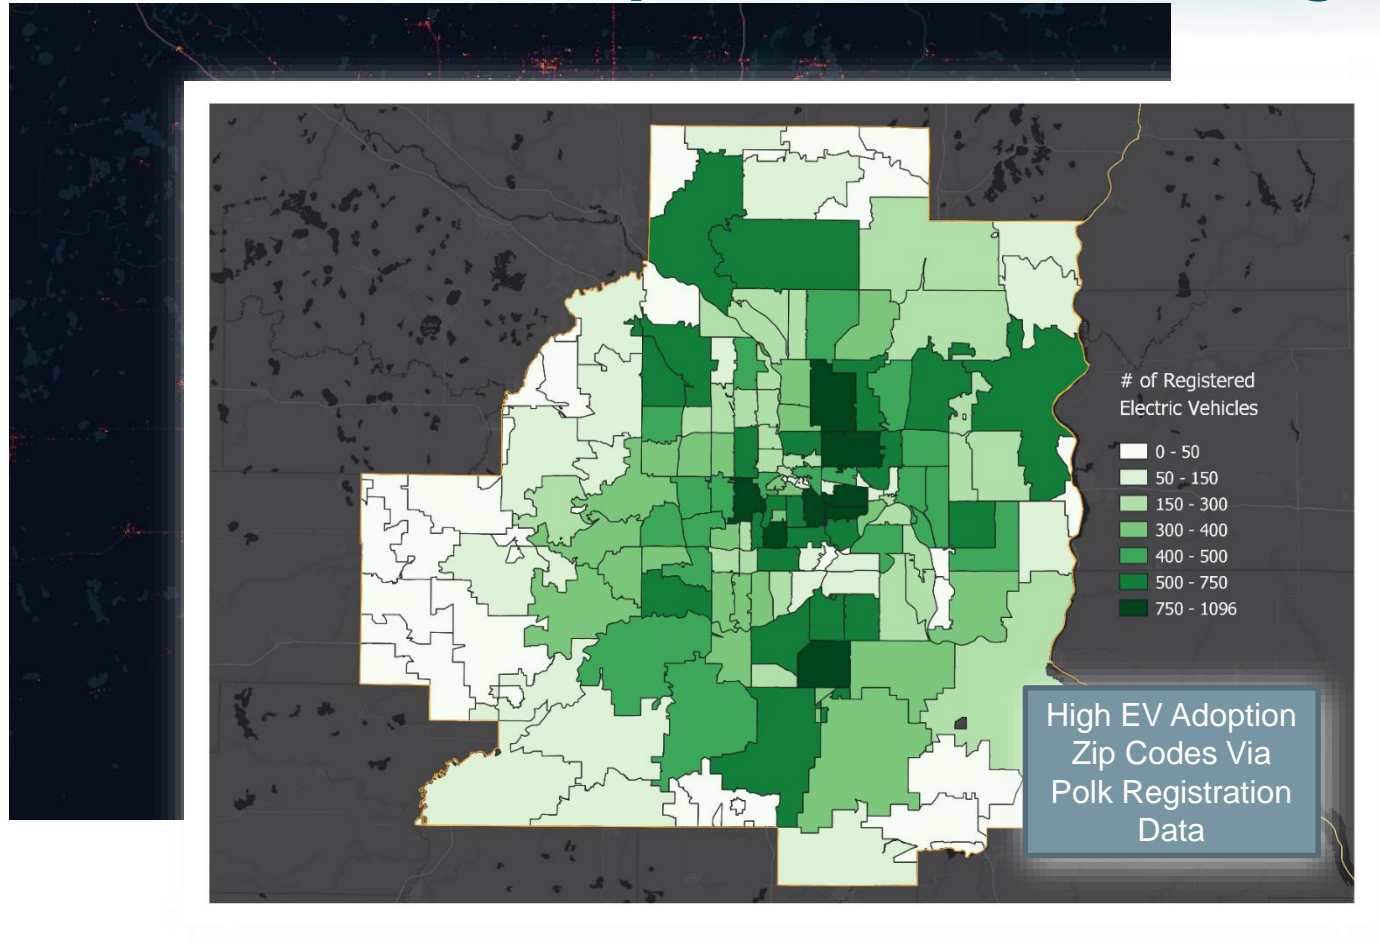 # of Registered
Electric Vehicles
0 - 50
50 - 150
150 - 300
300 - 400
400 - 500
500 - 750
750 - 1096
High EV Adoption
Zip Codes Via
Polk Registration
Data